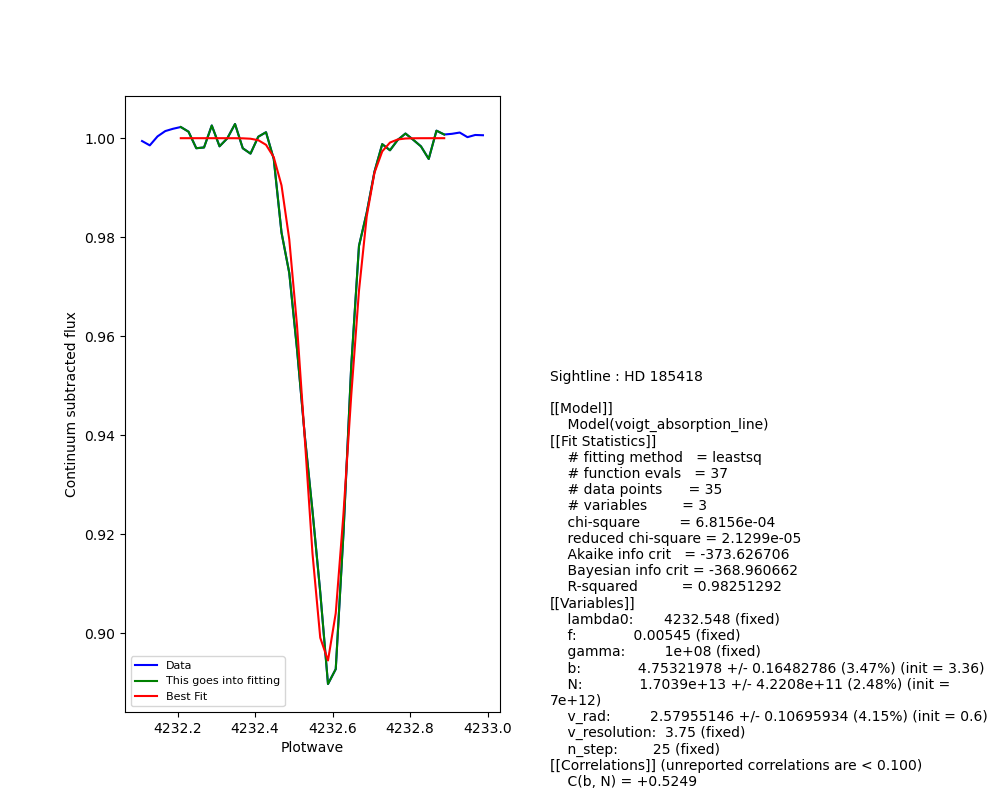 1.00
0.98
0.96
0.94
0.92
0.90
Continuum subtracted flux
Data
This goes into fitting
Best Fit
4232.2 4232.4 4232.6 4232.8 4233.0
Plotwave
Sightline : HD 185418
[[Model]]
Model(voigt_absorption_line)
[[Fit Statistics]]
# fitting method = leastsq
# function evals = 37
# data points = 35
# variables = 3
chi-square = 6.8156e-04
reduced chi-square = 2.1299e-05
Akaike info crit = -373.626706
Bayesian info crit = -368.960662
R-squared = 0.98251292
[[Variables]]
lambda0: 4232.548 (fixed)
f: 0.00545 (fixed)
gamma: 1e+08 (fixed)
b: 4.75321978 +/- 0.16482786 (3.47%) (init = 3.36)
N: 1.7039e+13 +/- 4.2208e+11 (2.48%) (init =
7e+12)
v_rad: 2.57955146 +/- 0.10695934 (4.15%) (init = 0.6)
v_resolution: 3.75 (fixed)
n_step: 25 (fixed)
[[Correlations]] (unreported correlations are < 0.100)
C(b, N) = +0.5249